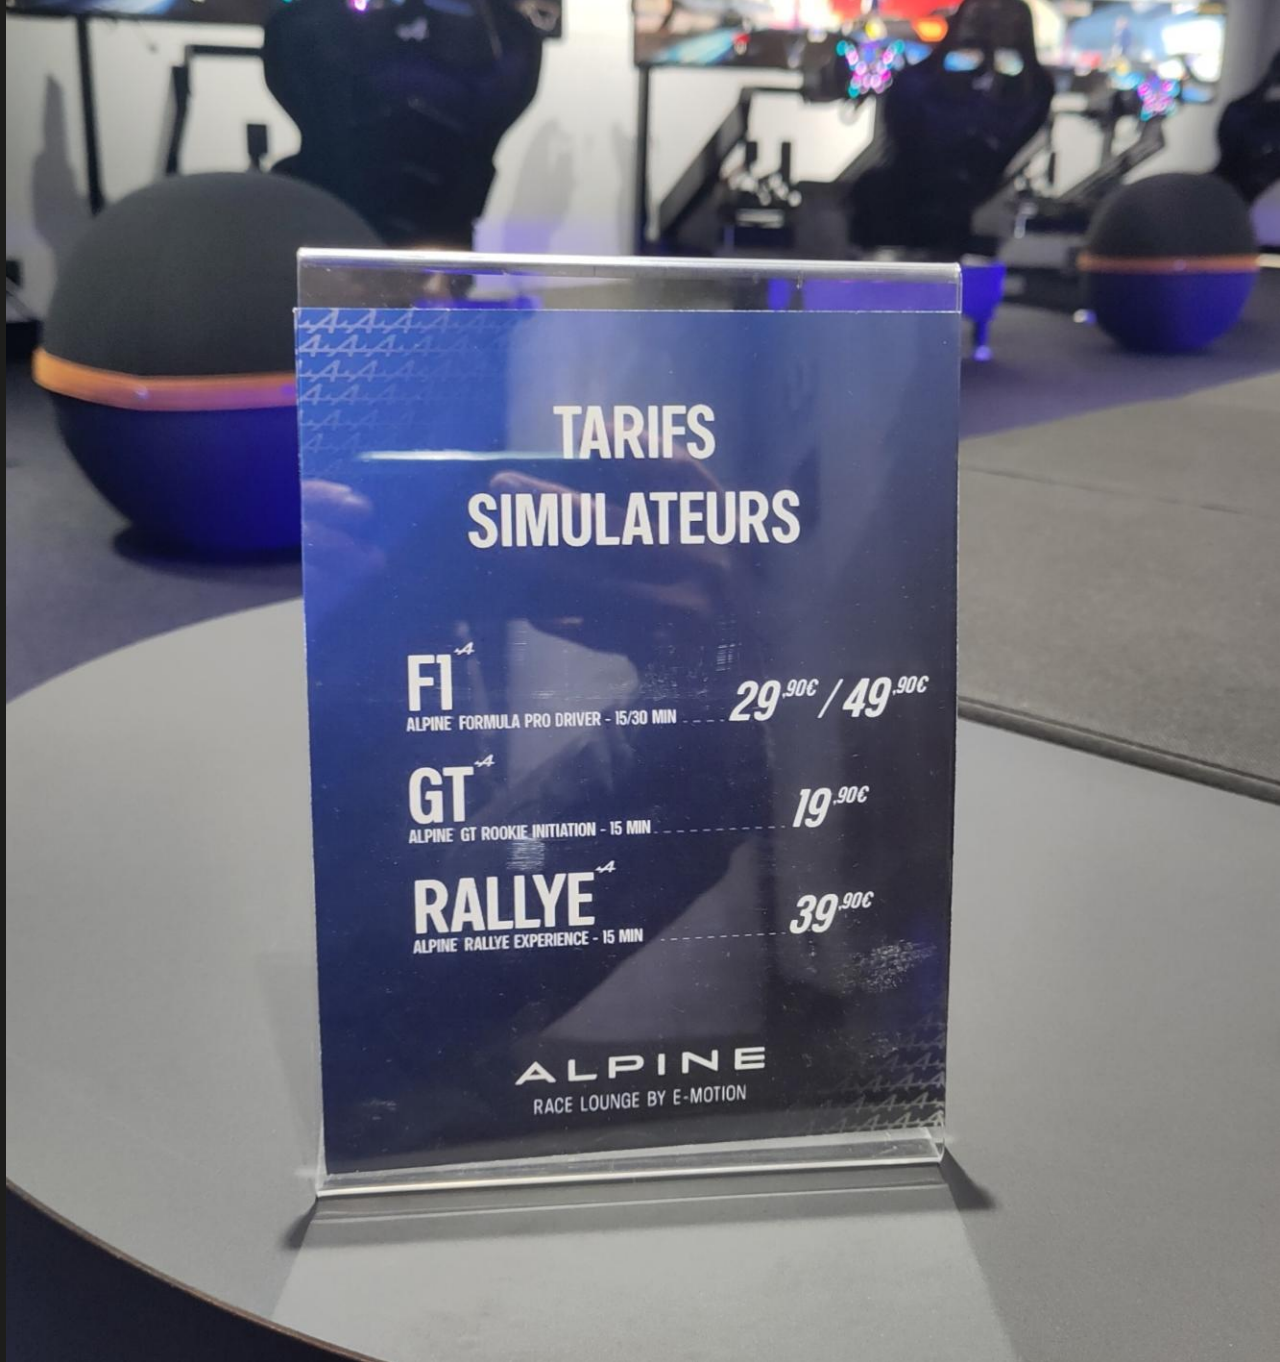 TARIFS
SIMULATEURS
F1
ALPINE FORMULA PRO DRIVER - 15/30 MIN 29,90€ / 49,90€
GT
ALPINE GT ROOKIE INITIATION - 15 MIN 19,90€
RALLYE
ALPINE RALLYE EXPERIENCE - 15 MIN 39,90€
ALPINE
RACE LOUNGE BY E-MOTION